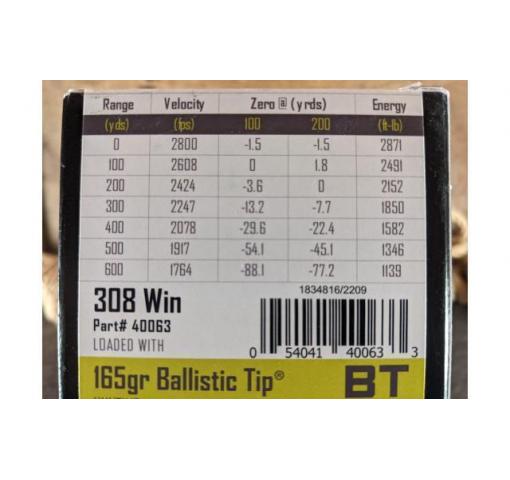 Range Velocity Zero @ (yrds) Energy
(yds) (fps) 100 200 (ft-lb)
0 2800 -1.5 -1.5 2871
100 2608 0 1.8 2491
200 2424 -3.6 0 2152
300 2247 -13.2 -7.7 1850
400 2078 -29.6 -22.4 1582
500 1917 -54.1 -45.1 1346
600 1764 -88.1 -77.2 1139
308 Win
1834816/2209
Part# 40063
LOADED WITH
0 54041 40063 3
165gr Ballistic Tip® BT